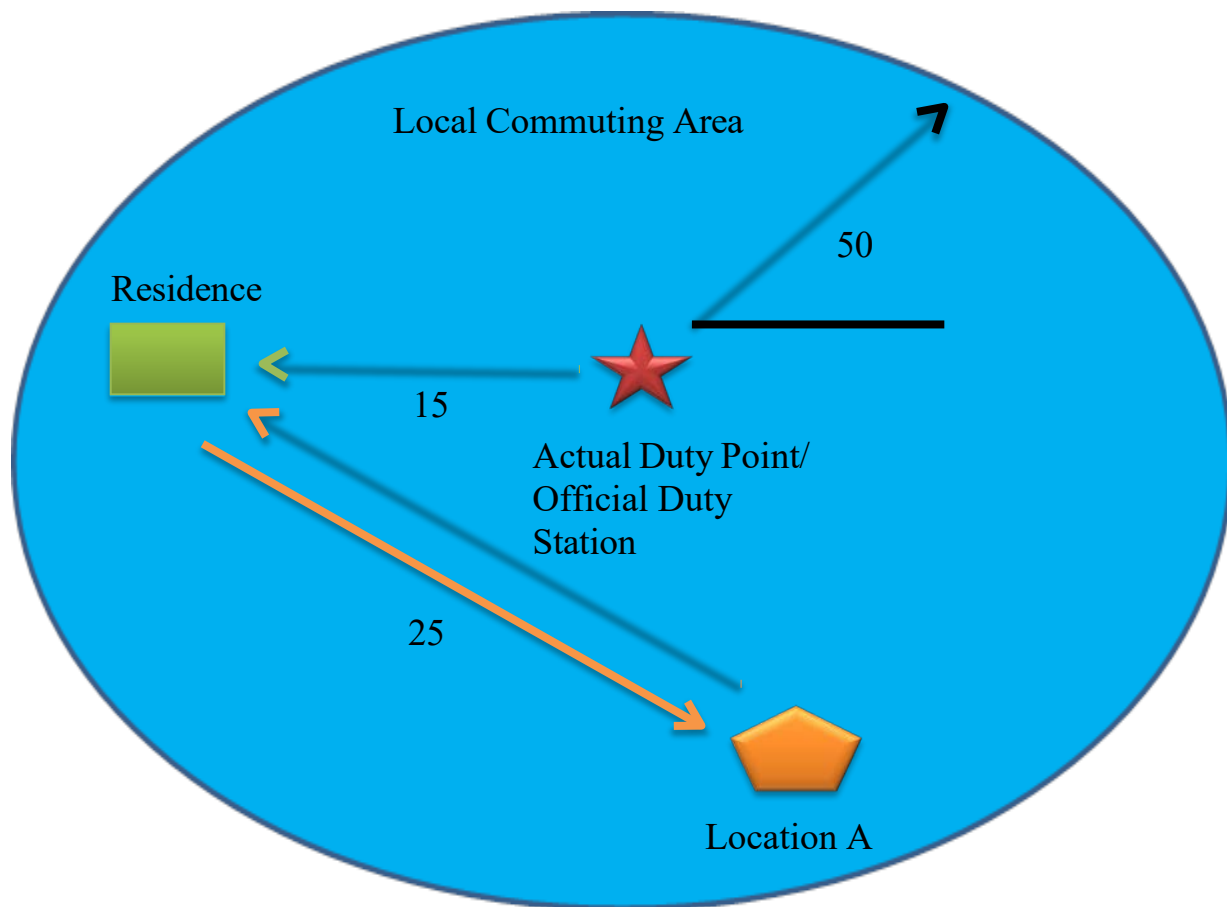 Local Commuting Area
50
Residence
15
Actual Duty Point/
Official Duty
Station
25
Location A